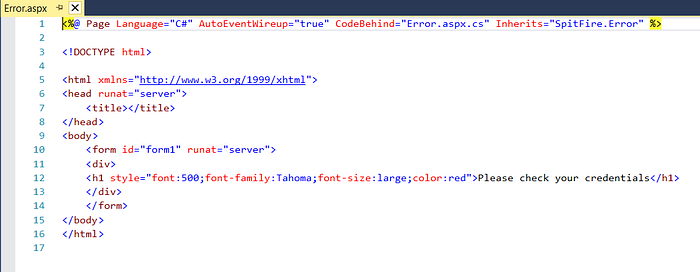 Error.aspx
1 <%@ Page Language="C#" AutoEventWireup="true" CodeBehind="Error.aspx.cs" Inherits="SpitFire.Error" %>
2
3 <!DOCTYPE html>
4
5 <html xmlns="http://www.w3.org/1999/xhtml">
6 <head runat="server">
7     <title></title>
8 </head>
9 <body>
10     <form id="form1" runat="server">
11     <div>
12     <h1 style="font:500;font-family:Tahoma;font-size:large;color:red">Please check your credentials</h1>
13     </div>
14     </form>
15 </body>
16 </html>
17